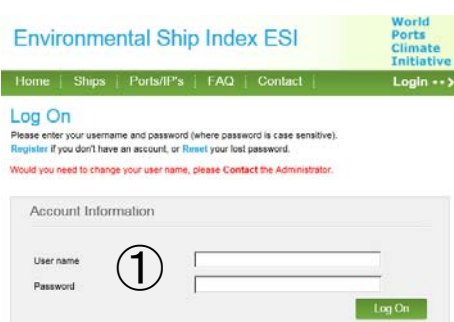 Environmental Ship Index ESI
World
Ports
Climate
Initiative
Home | Ships | Ports/IP's | FAQ | Contact |
Login
Log On
Please enter your username and password (where password is case sensitive).
Register if you don't have an account, or Reset your lost password.
Would you need to change your user name, please Contact the Administrator.
Account Information
User name
①
Password
Log On